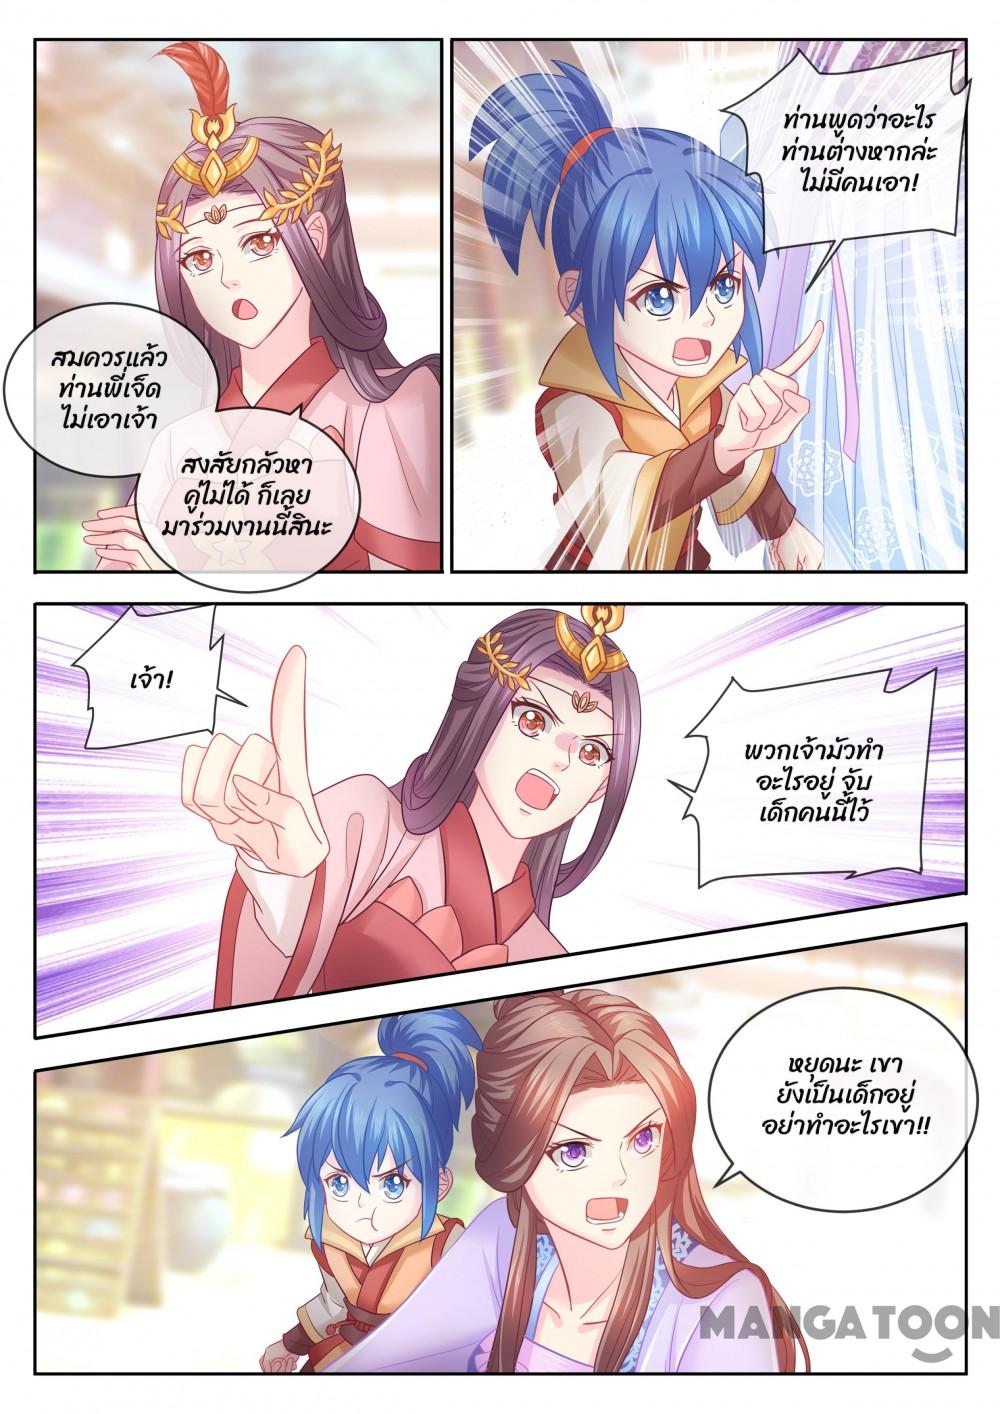 สมควรแล้ว
ท่านพี่เจ็ด
ไม่เอาเจ้า
สงสัยกลัวหา
คู่ไม่ได้ ก็เลย
มาร่วมงานนี้สินะ
ท่านพูดว่าอะไร
ท่านต่างหากล่ะ
ไม่มีคนเอา!
เจ้า!
พวกเจ้ามัวทำ
อะไรอยู่ จับ
เด็กคนนี้ไว้
หยุดนะ เขา
ยังเป็นเด็กอยู่
อย่าทำอะไรเขา!!
MANGATOON